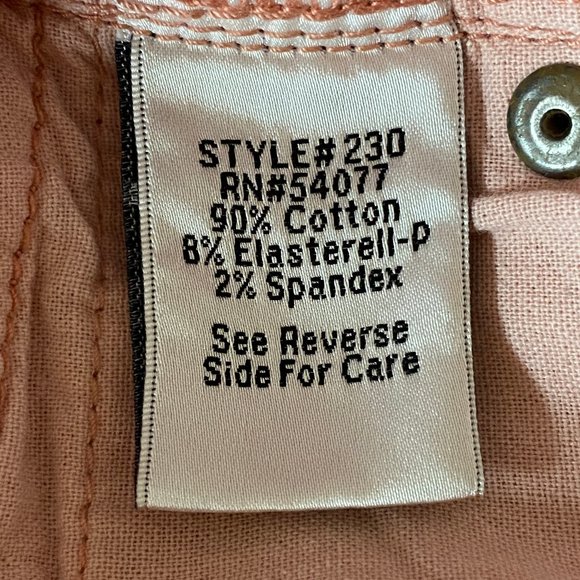 STYLE# 230
RN#54077
90% Cotton
8% Elasterell-p
2% Spandex
See Reverse
Side For Care